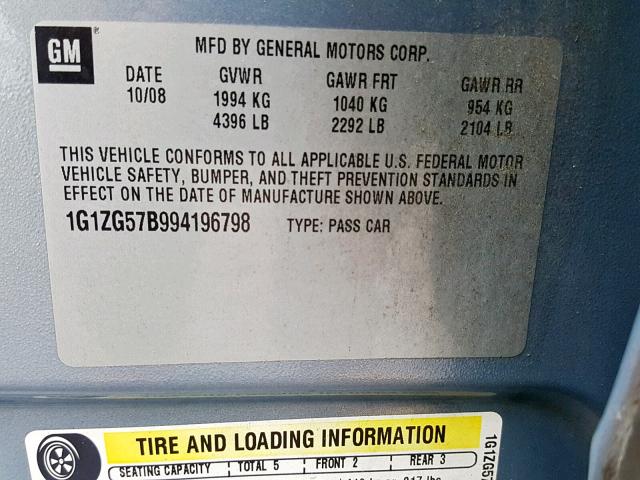 GM
MFD BY GENERAL MOTORS CORP.
DATE GVWR GAWR FRT GAWR RR
10/08 1994 KG 1040 KG 954 KG
4396 LB 2292 LB 2104 LB
THIS VEHICLE CONFORMS TO ALL APPLICABLE U.S. FEDERAL MOTOR
VEHICLE SAFETY, BUMPER, AND THEFT PREVENTION STANDARDS IN
EFFECT ON THE DATE OF MANUFACTURE SHOWN ABOVE.
1G1ZG57B994196798 TYPE: PASS CAR
TIRE AND LOADING INFORMATION
SEATING CAPACITY TOTAL 5 FRONT 2 REAR 3
1G1ZG57